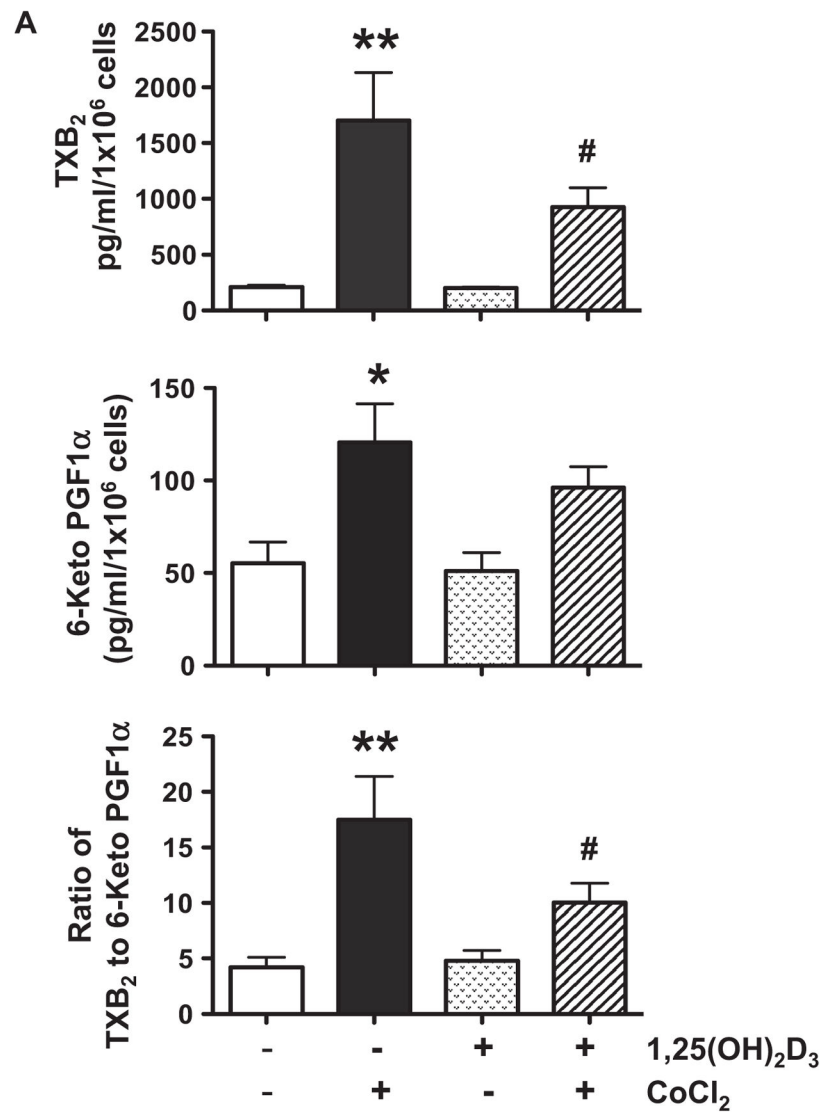 A
TXB₂
pg/ml/1x10⁶ cells
2500
2000
1500
1000
500
0
**
#
6-Keto PGF1α
(pg/ml/1x10⁶ cells)
150
100
50
0
*
Ratio of
TXB₂ to 6-Keto PGF1α
25
20
15
10
5
0
**
#
- - + + 1,25(OH)₂D₃
- + - + CoCl₂